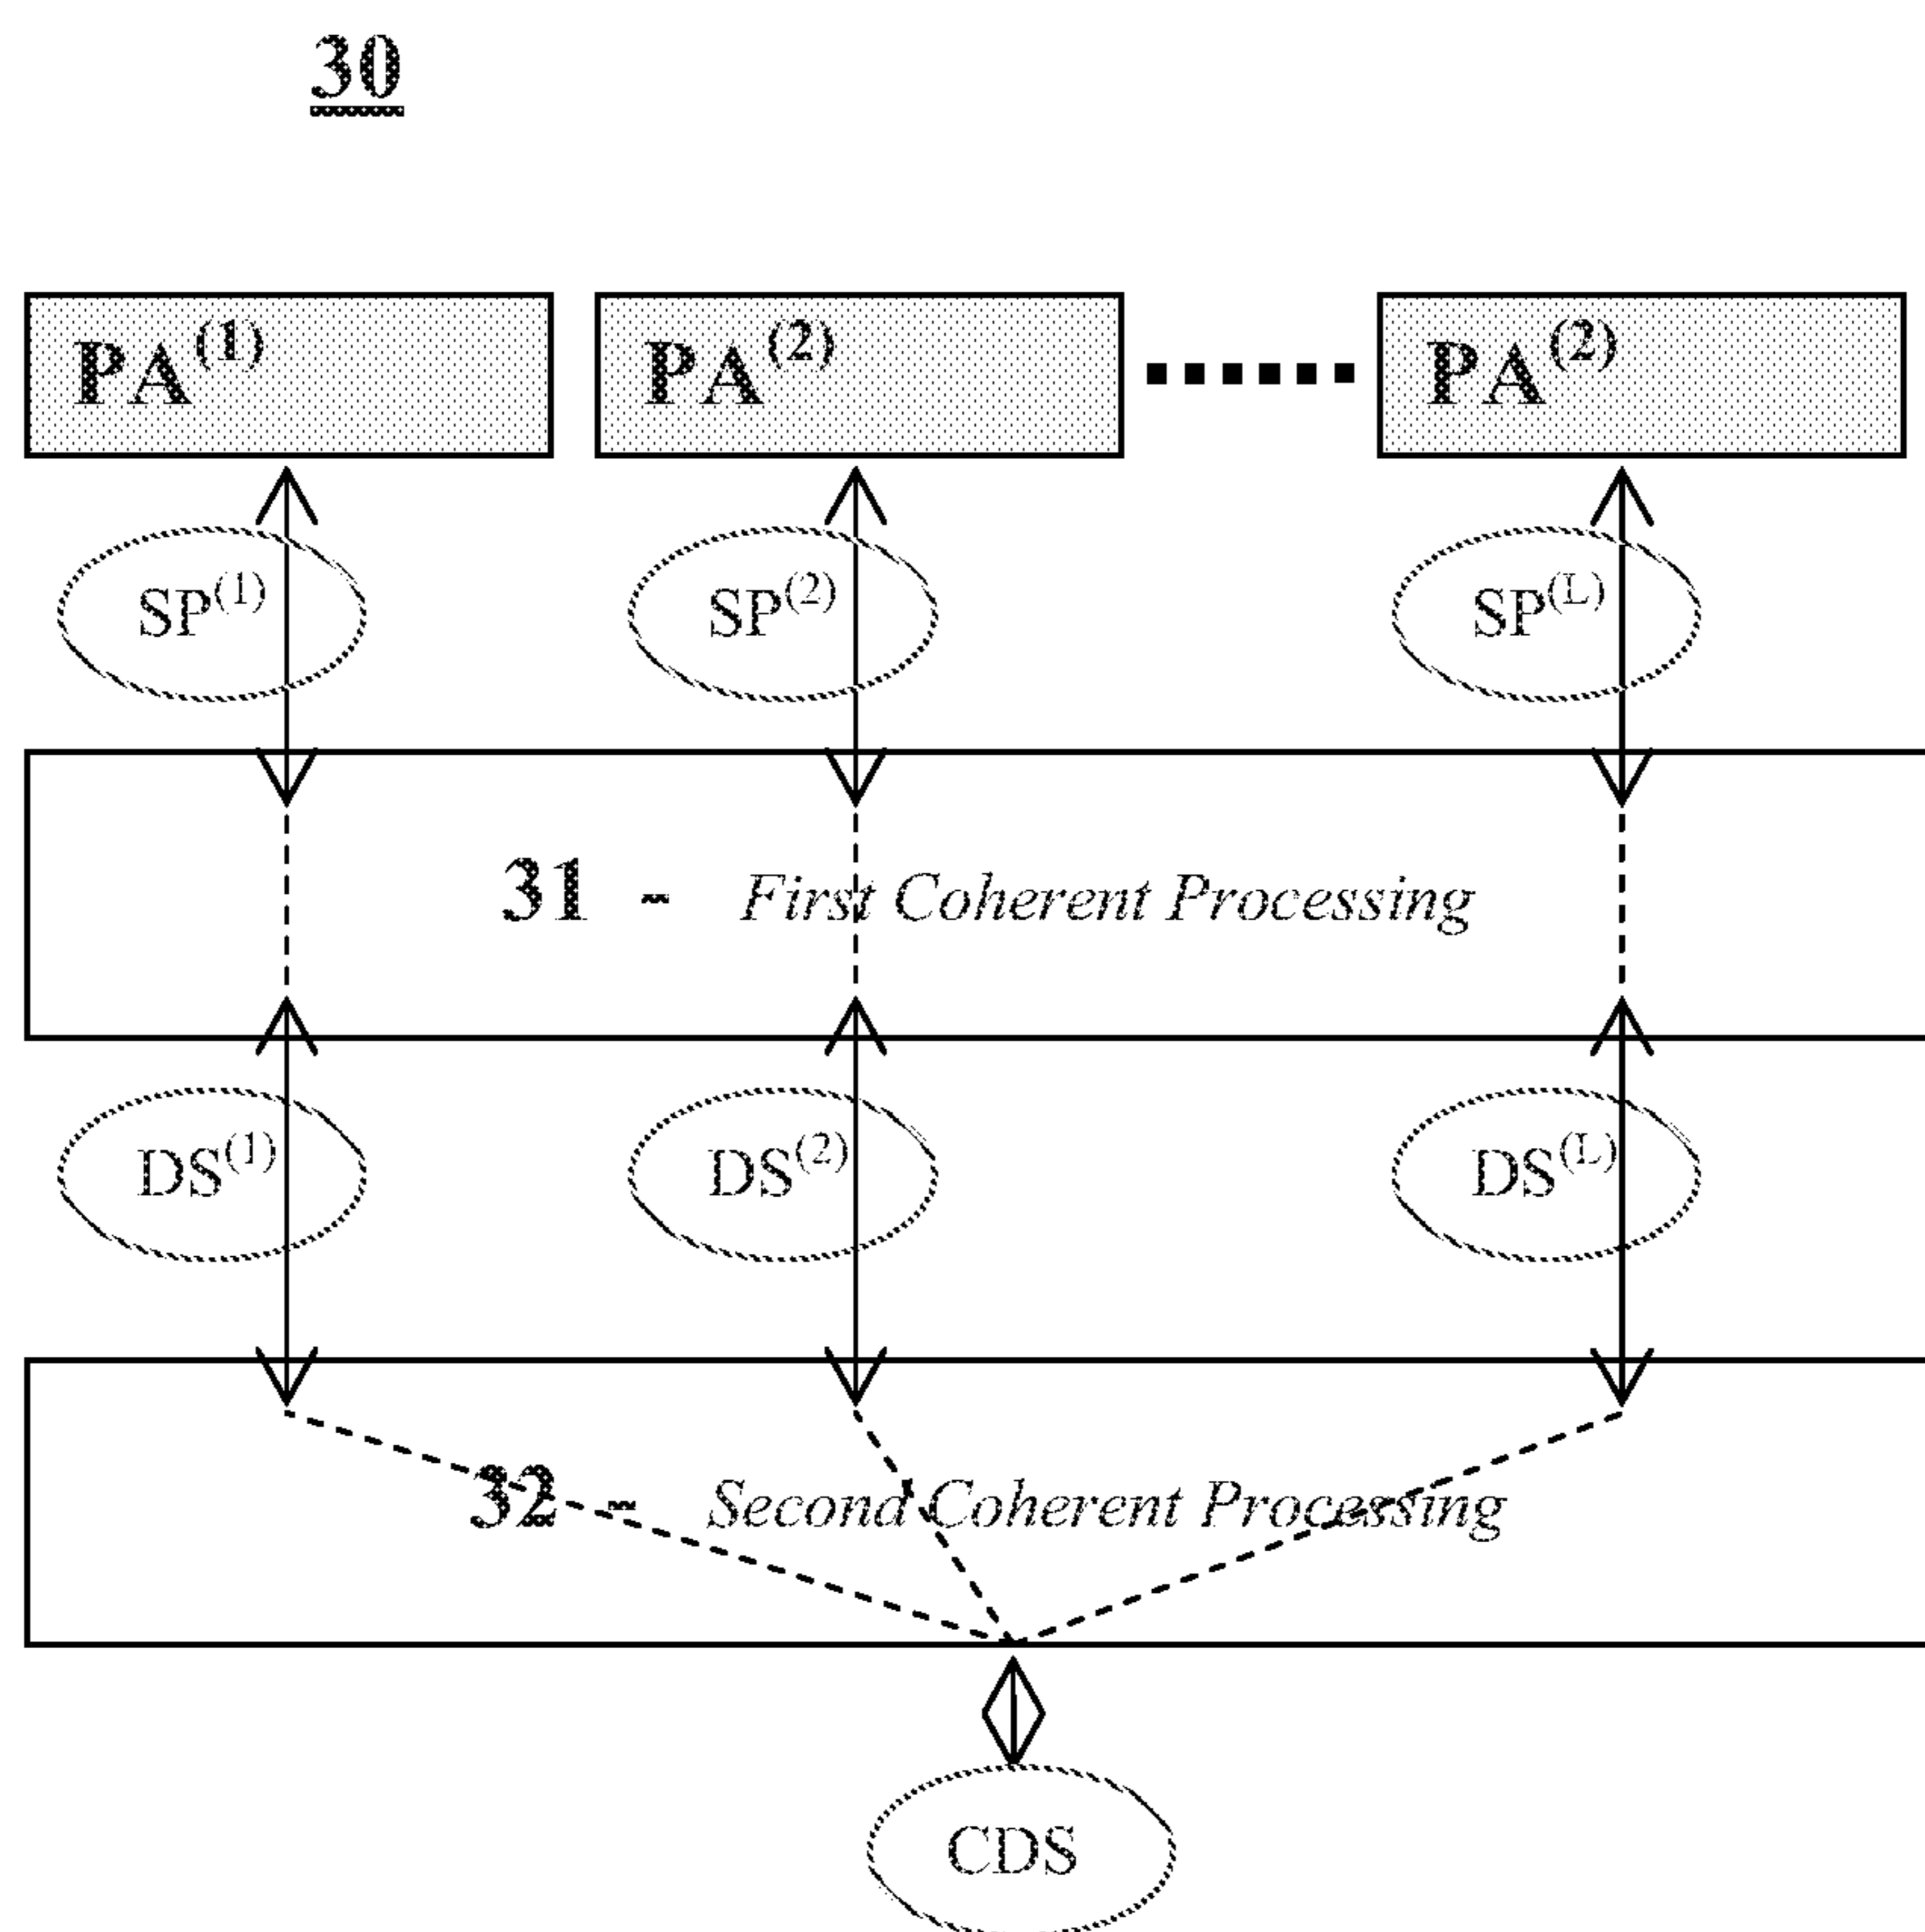 30
PA(1) PA(2) PA(2)
SP(1) SP(2) SP(L)
31 - First Coherent Processing
DS(1) DS(2) DS(L)
32 - Second Coherent Processing
CDS